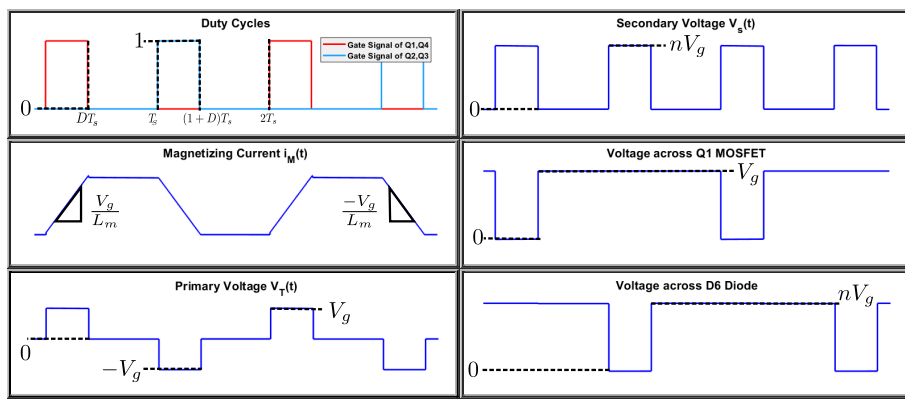 Duty Cycles
1
0
Gate Signal of Q1,Q4
Gate Signal of Q2,Q3
DT_s
T_s
(1 + D)T_s
2T_s
Secondary Voltage V_s(t)
nV_g
0
Magnetizing Current i_M(t)
V_g
L_m
-V_g
L_m
Voltage across Q1 MOSFET
V_g
0
Primary Voltage V_T(t)
V_g
0
-V_g
Voltage across D6 Diode
nV_g
0